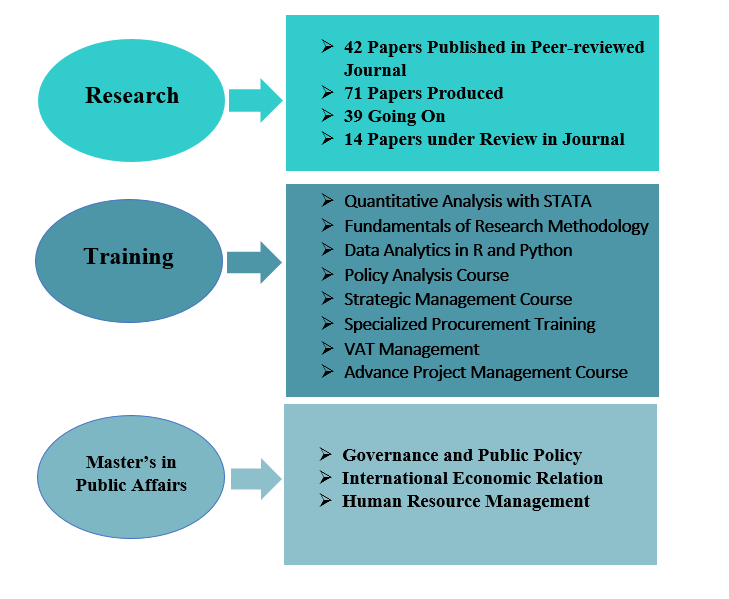 Research
➢ 42 Papers Published in Peer-reviewed
Journal
➢ 71 Papers Produced
➢ 39 Going On
➢ 14 Papers under Review in Journal
Training
➢ Quantitative Analysis with STATA
➢ Fundamentals of Research Methodology
➢ Data Analytics in R and Python
➢ Policy Analysis Course
➢ Strategic Management Course
➢ Specialized Procurement Training
➢ VAT Management
➢ Advance Project Management Course
Master’s in
Public Affairs
➢ Governance and Public Policy
➢ International Economic Relation
➢ Human Resource Management